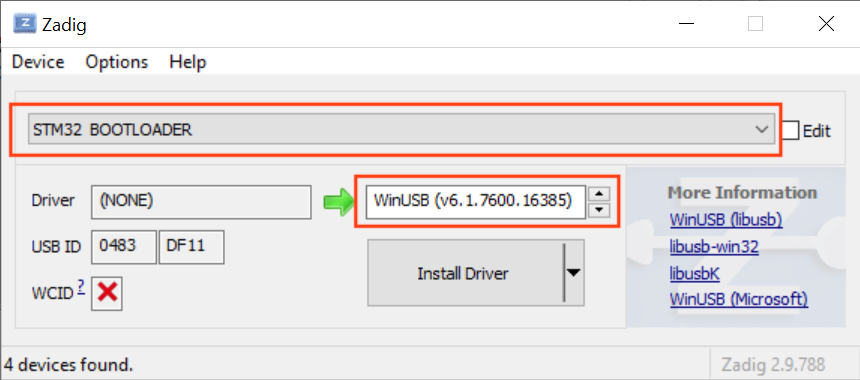 Zadig
Device Options Help
STM32 BOOTLOADER
Edit
Driver (NONE) WinUSB (v6.1.7600.16385)
USB ID 0483 DF11
WCID ?
Install Driver
More Information
WinUSB (libusb)
libusb-win32
libusbK
WinUSB (Microsoft)
4 devices found.
Zadig 2.9.788